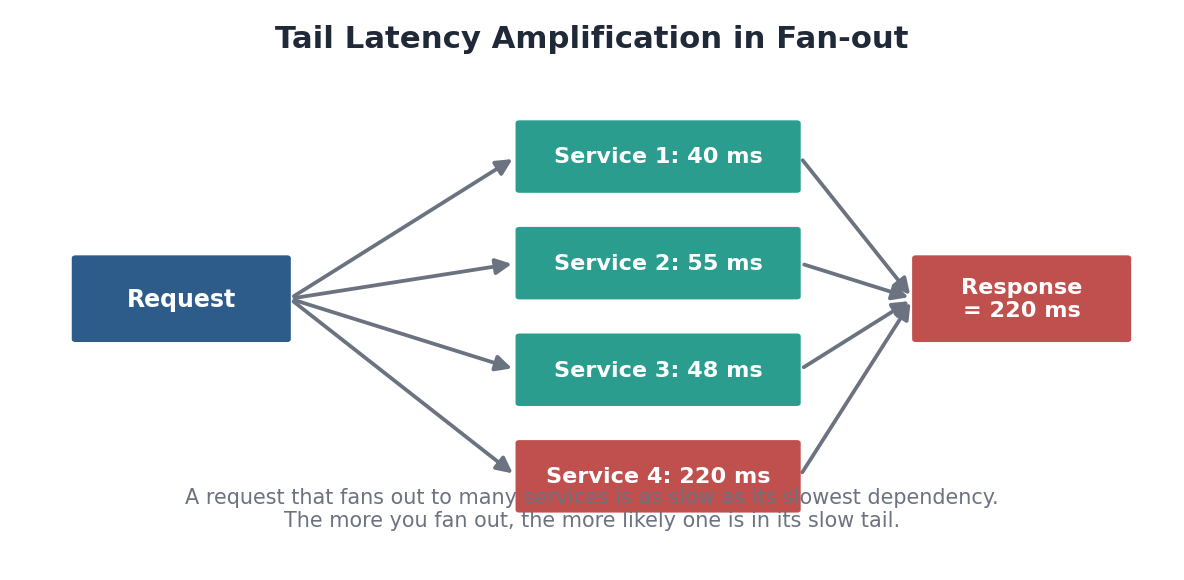 Tail Latency Amplification in Fan-out
Service 1: 40 ms
Service 2: 55 ms
Request
Response
= 220 ms
Service 3: 48 ms
Service 4: 220 ms
A request that fans out to many services is as slow as its slowest dependency.
The more you fan out, the more likely one is in its slow tail.